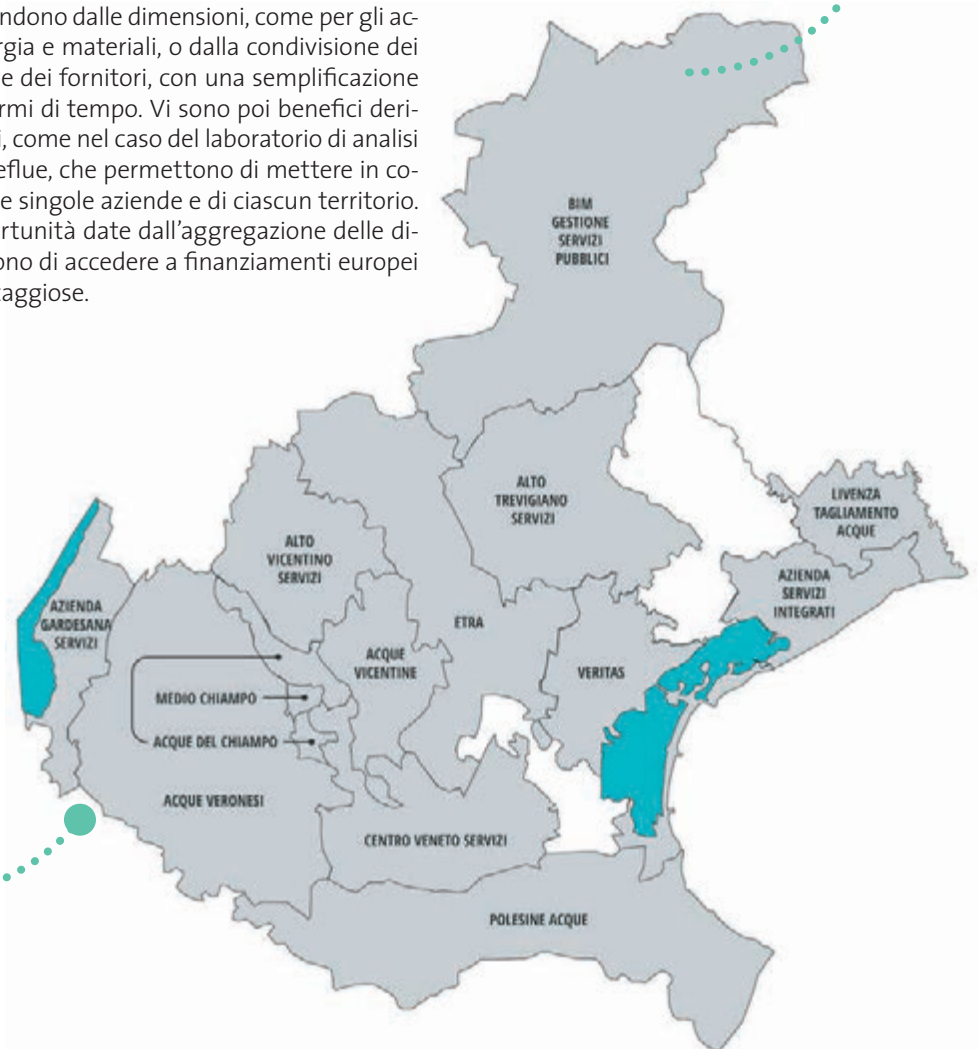 ndono dalle dimensioni, come per gli ac-
rgia e materiali, o dalla condivisione dei
e dei fornitori, con una semplificazione
rmi di tempo. Vi sono poi benefici deri-
i, come nel caso del laboratorio di analisi
eflue, che permettono di mettere in co-
e singole aziende e di ciascun territorio.
rtunità date dall'aggregazione delle di-
ono di accedere a finanziamenti europei
taggiose.
BIM
GESTIONE
SERVIZI
PUBBLICI
ALTO
TREVIGIANO
SERVIZI
LIVENZA
TAGLIAMENTO
ACQUE
ALTO
VICENTINO
SERVIZI
AZIENDA
SERVIZI
INTEGRATI
AZIENDA
GARDESANA
SERVIZI
ETRA
ACQUE
VICENTINE
VERITAS
MEDIO CHIAMPO
ACQUE DEL CHIAMPO
ACQUE VERONESI
CENTRO VENETO SERVIZI
POLESINE ACQUE